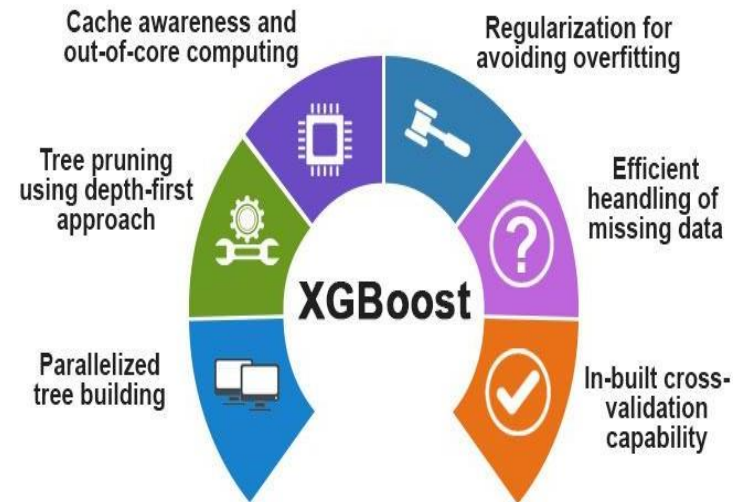 Cache awareness and
out-of-core computing
Regularization for
avoiding overfitting
Tree pruning
using depth-first
approach
Efficient
heandling of
missing data
?
XGBoost
Parallelized
tree building
In-built cross-
validation
capability